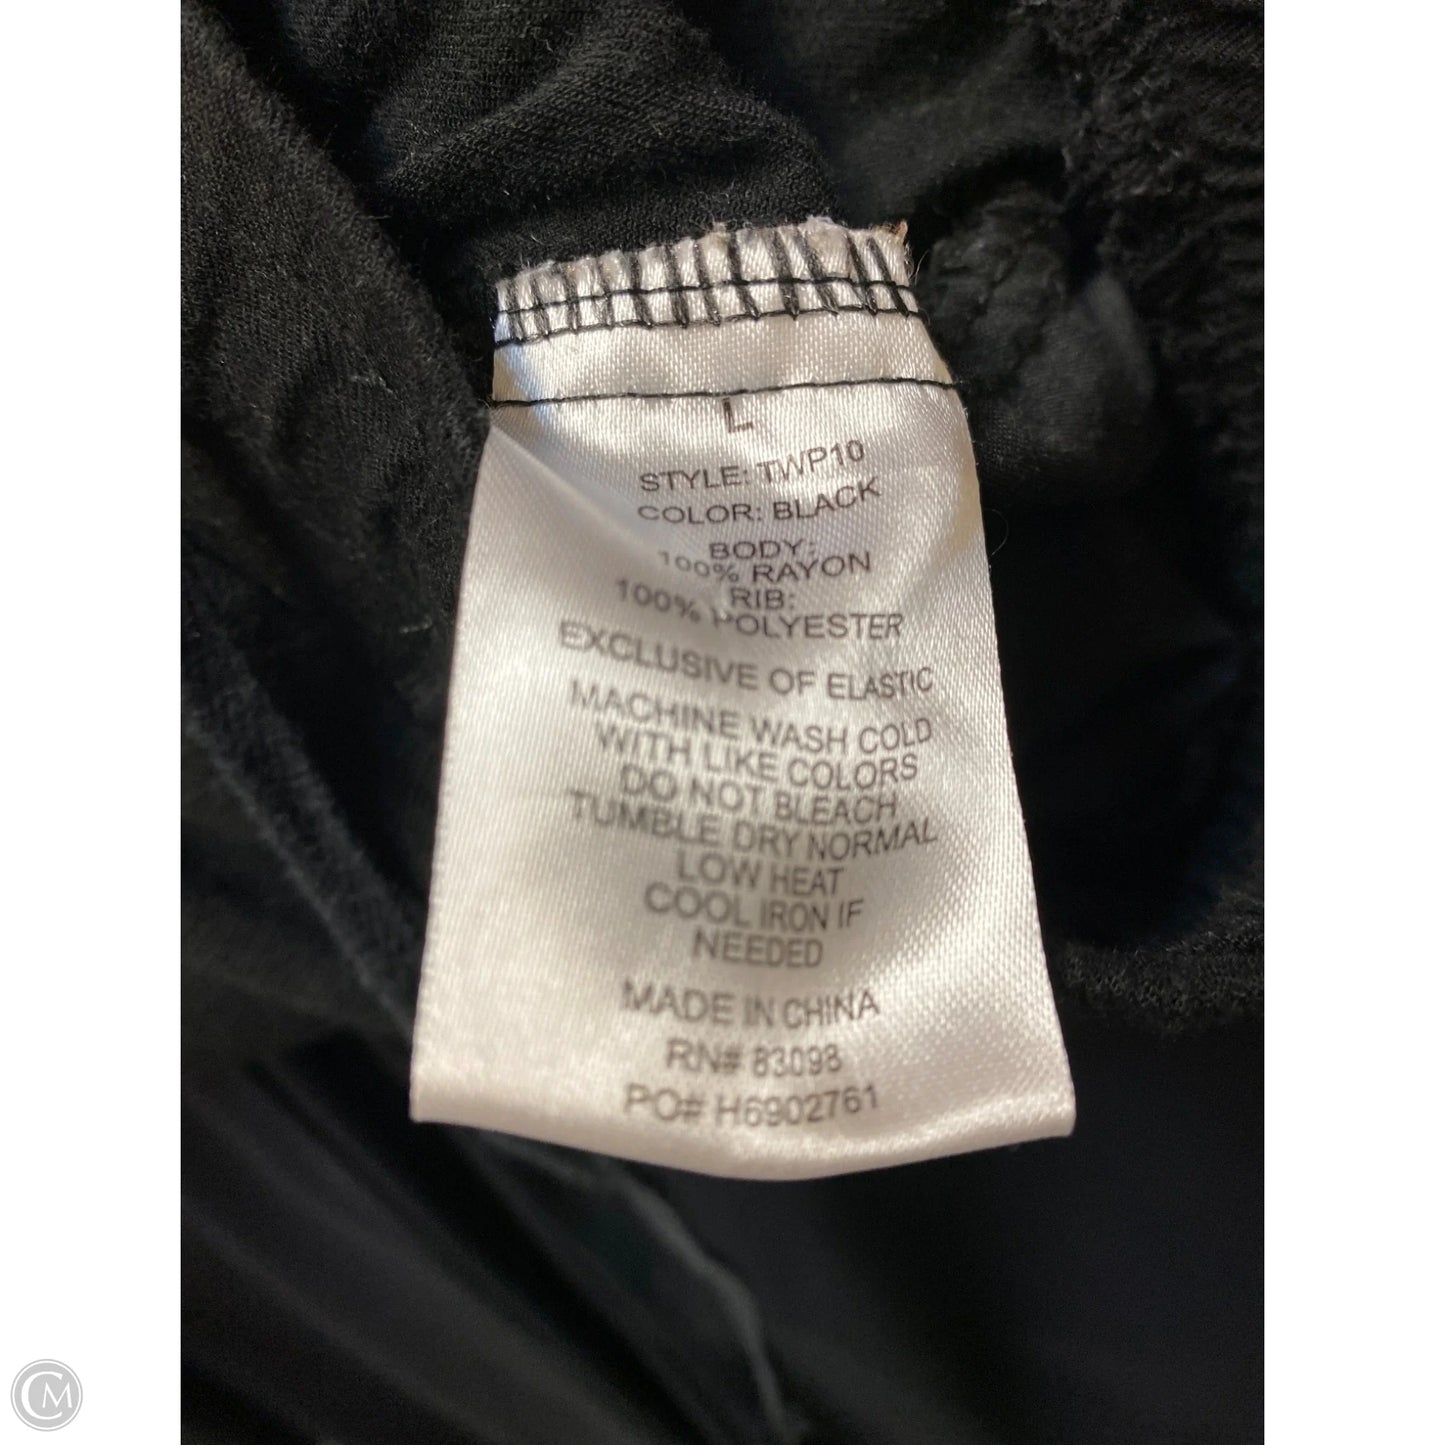 L
STYLE: TWP10
COLOR: BLACK
BODY:
100% RAYON
RIB:
100% POLYESTER
EXCLUSIVE OF ELASTIC
MACHINE WASH COLD
WITH LIKE COLORS
DO NOT BLEACH
TUMBLE DRY NORMAL
LOW HEAT
COOL IRON IF
NEEDED
MADE IN CHINA
RN# 83098
PO# H6902761
CM